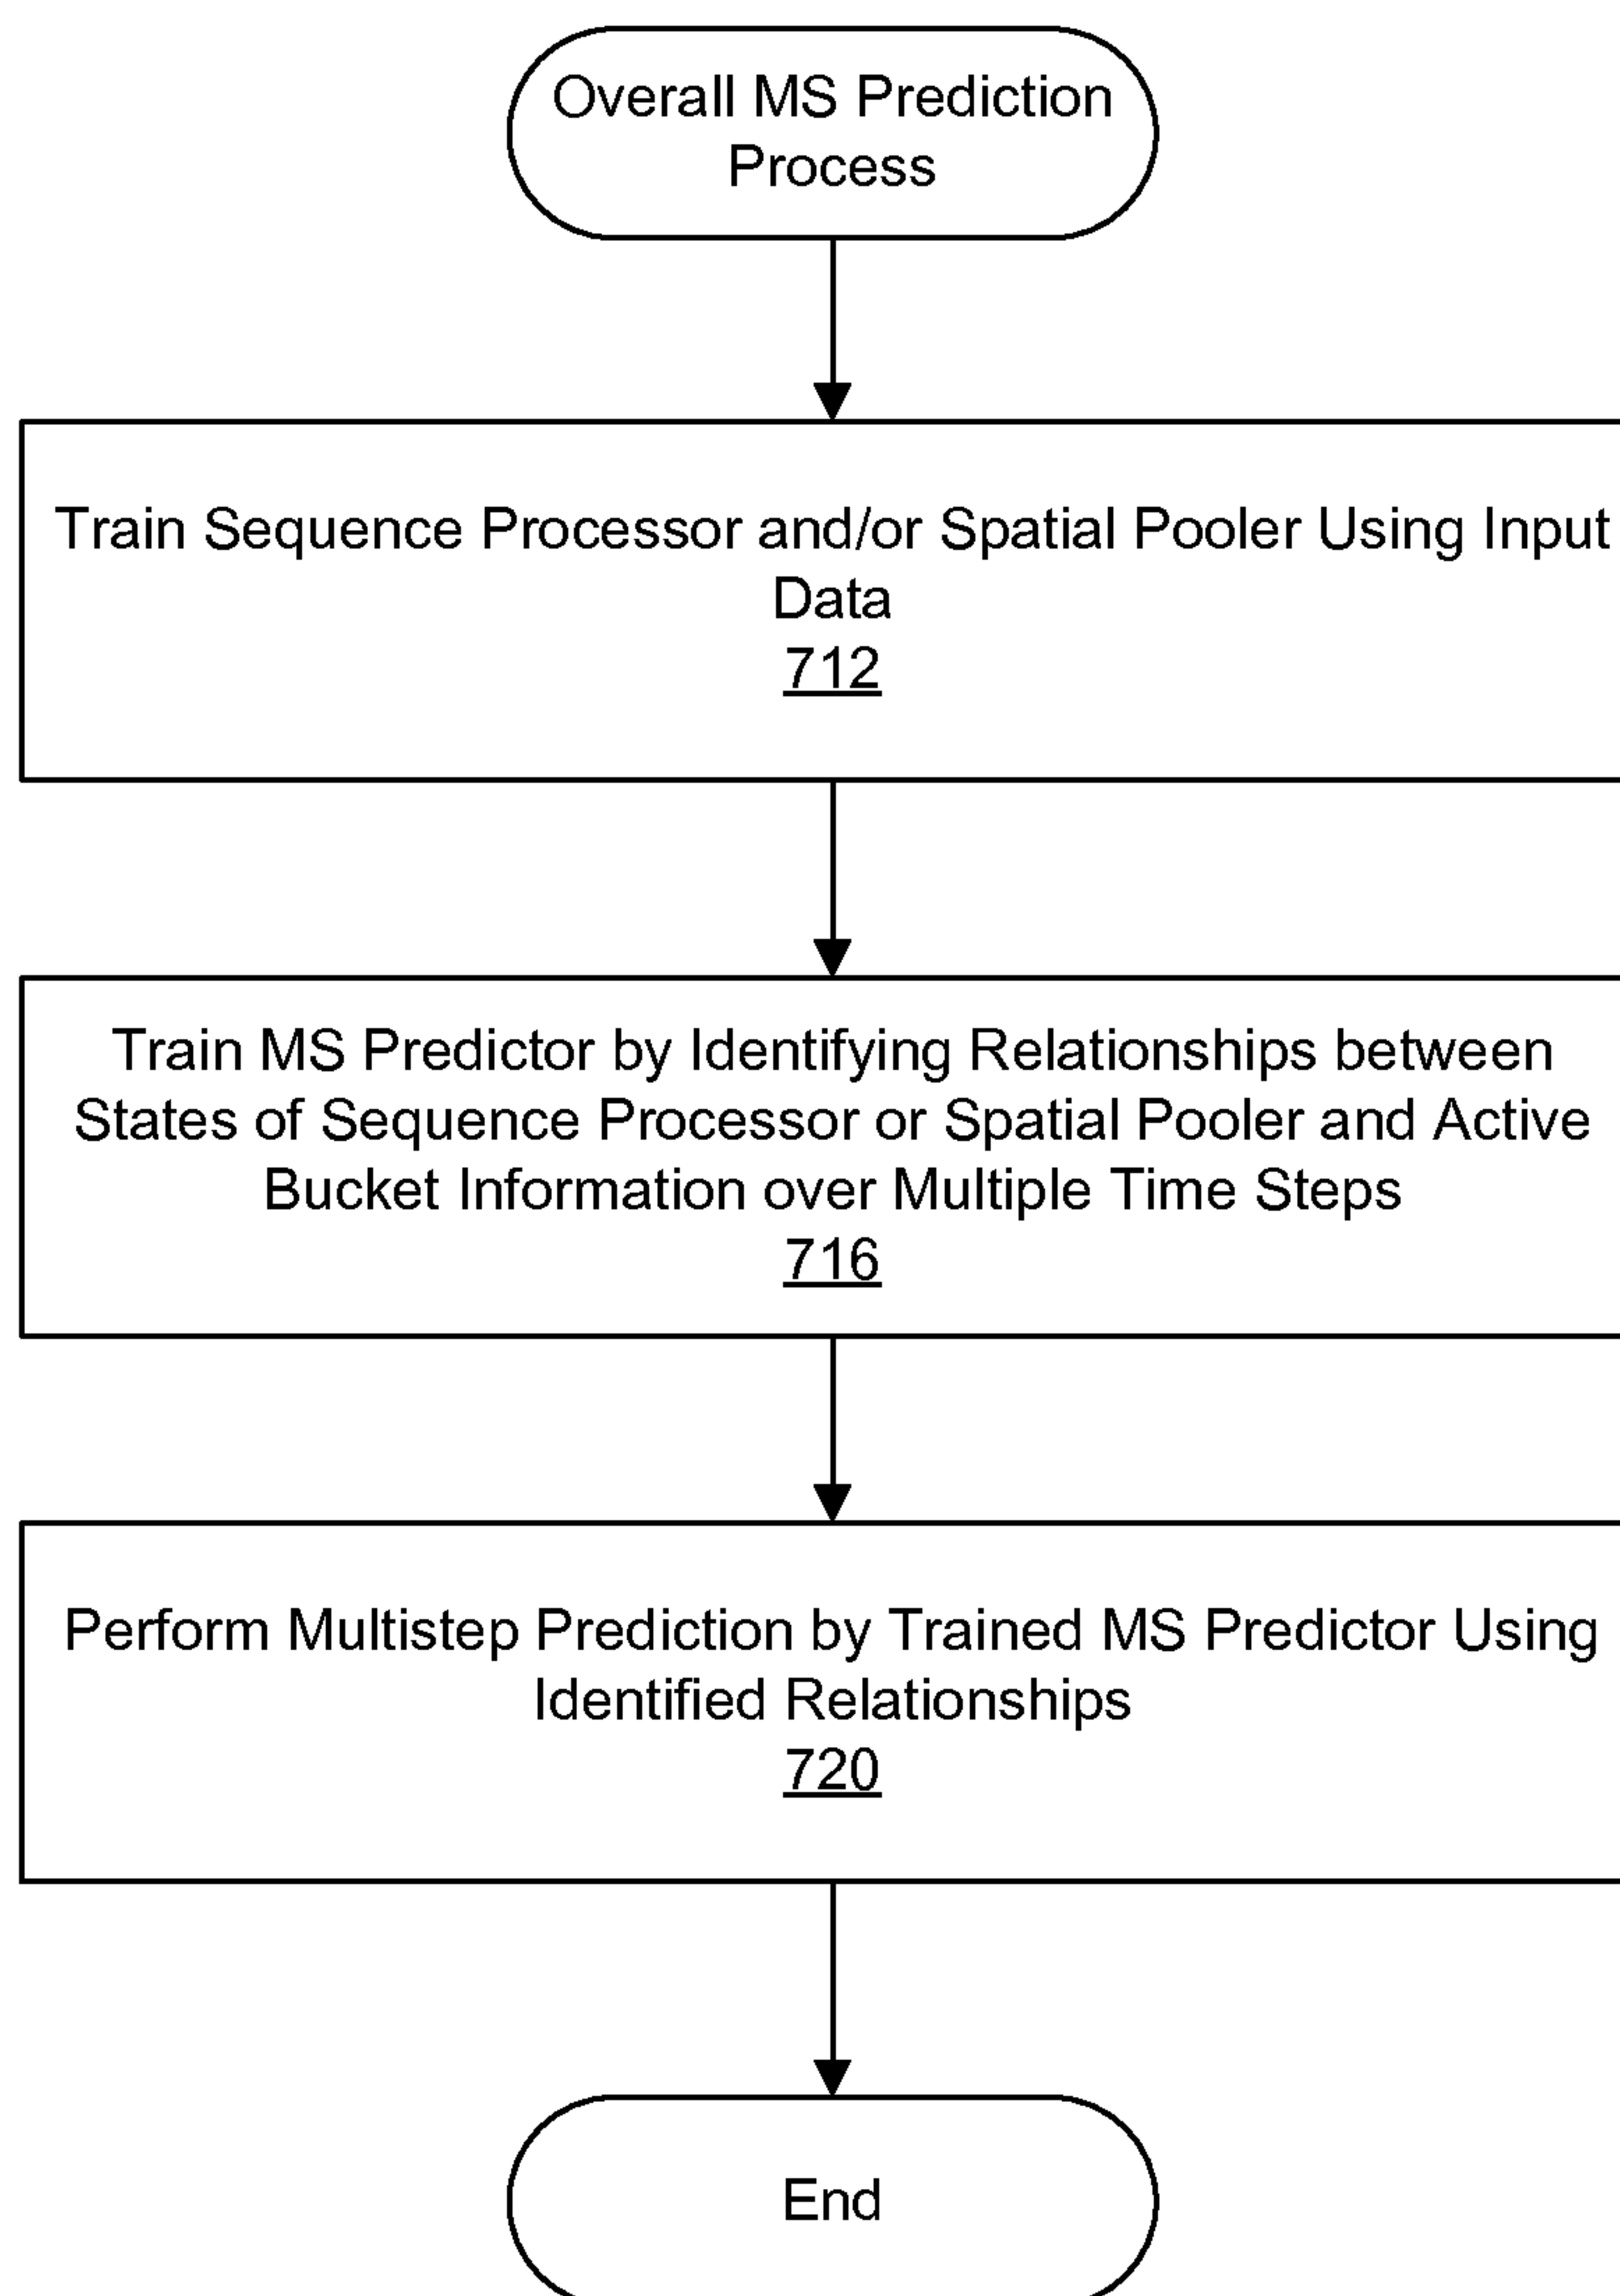 Overall MS Prediction
Process
Train Sequence Processor and/or Spatial Pooler Using Input
Data
712
Train MS Predictor by Identifying Relationships between
States of Sequence Processor or Spatial Pooler and Active
Bucket Information over Multiple Time Steps
716
Perform Multistep Prediction by Trained MS Predictor Using
Identified Relationships
720
End